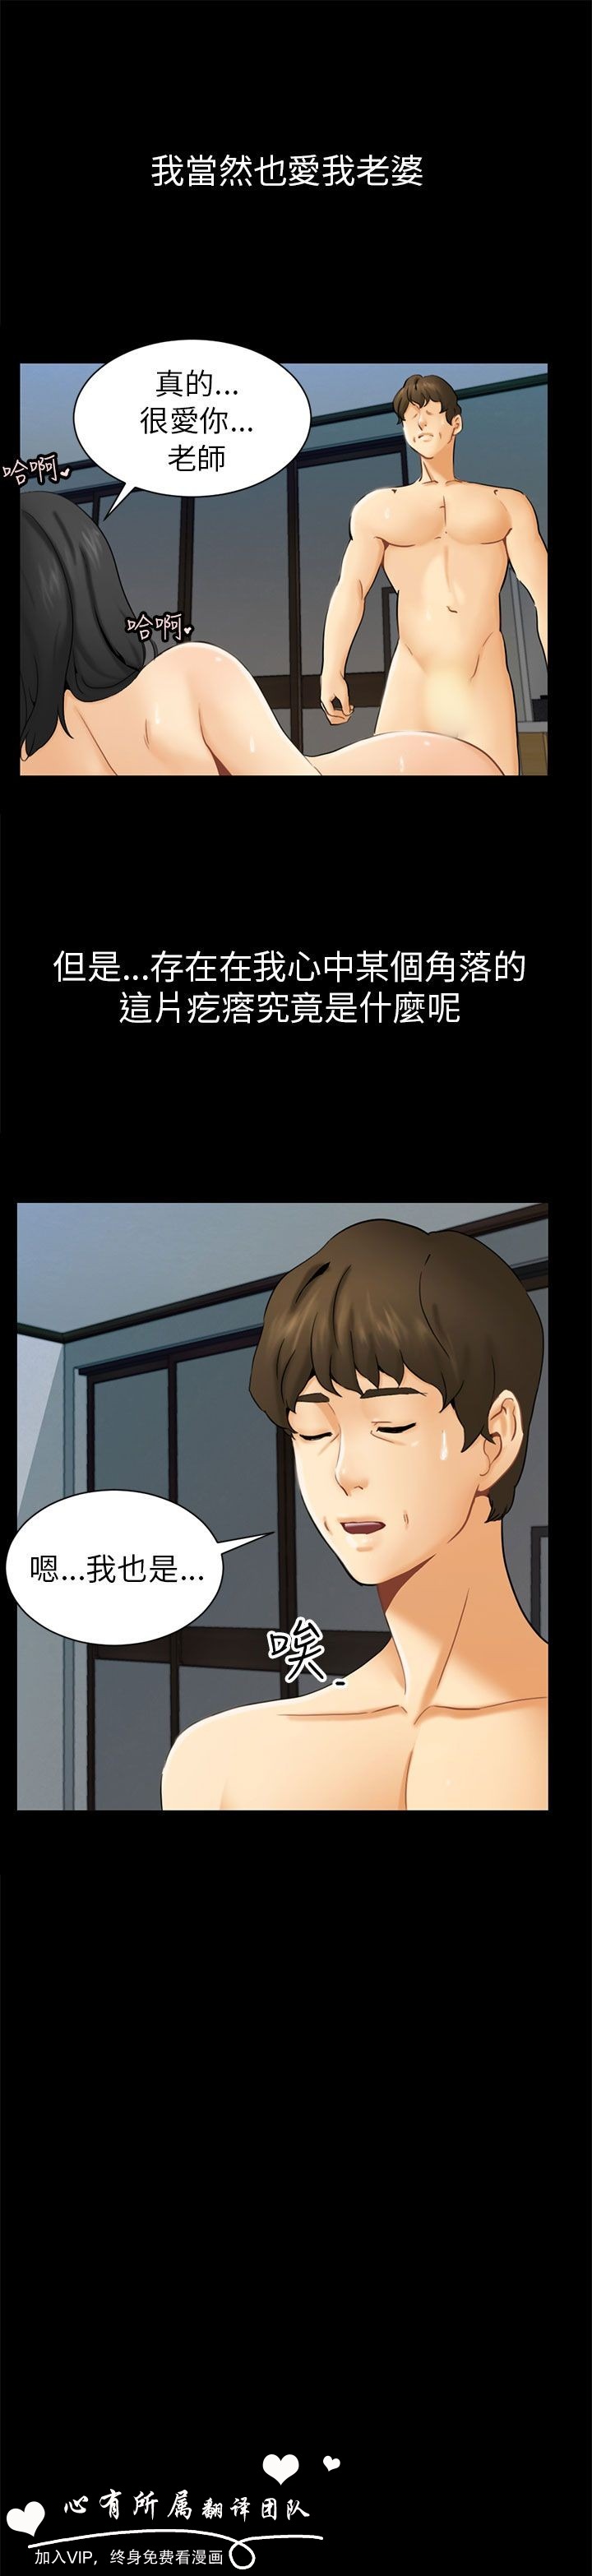 我當然也愛我老婆
真的...
很愛你...
老師
哈啊♥
哈啊♥
但是...存在在我心中某個角落的
這片疙瘩究竟是什麼呢
嗯...我也是...
唉-
心有所属翻译团队
加入VIP，终身免费看漫画